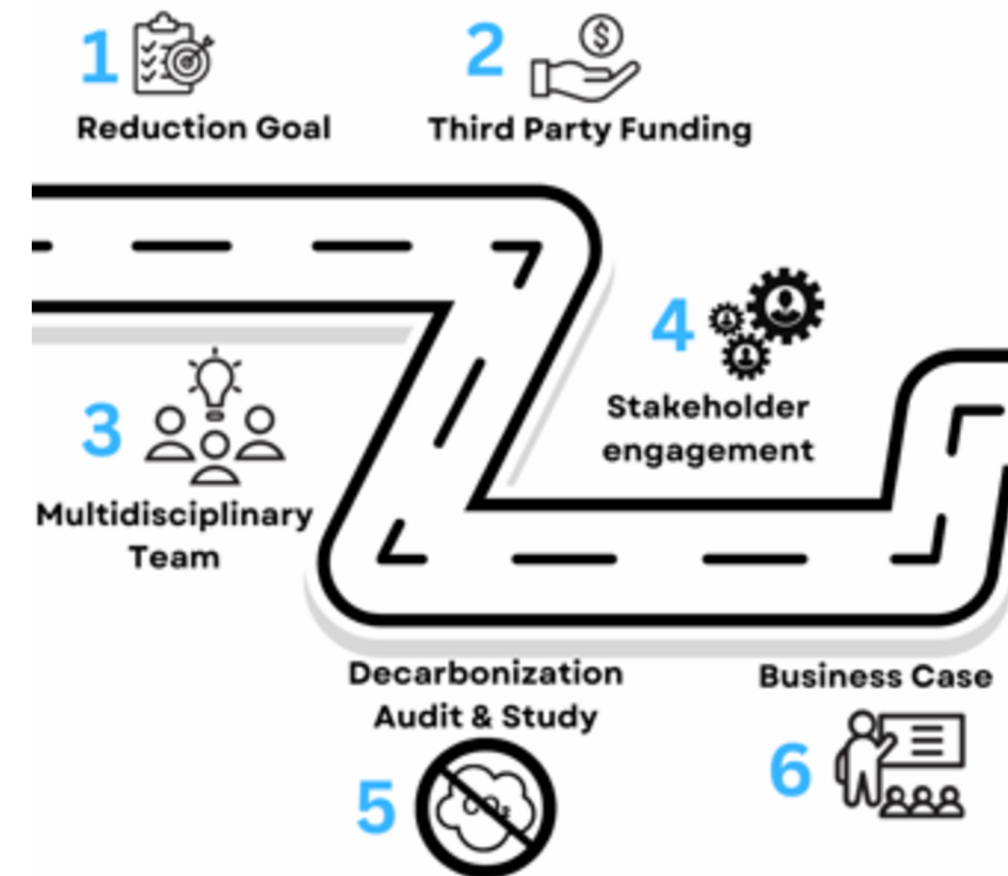 1
Reduction Goal
2
Third Party Funding
3
Multidisciplinary
Team
4
Stakeholder
engagement
5
Decarbonization
Audit & Study
CO₂
6
Business Case